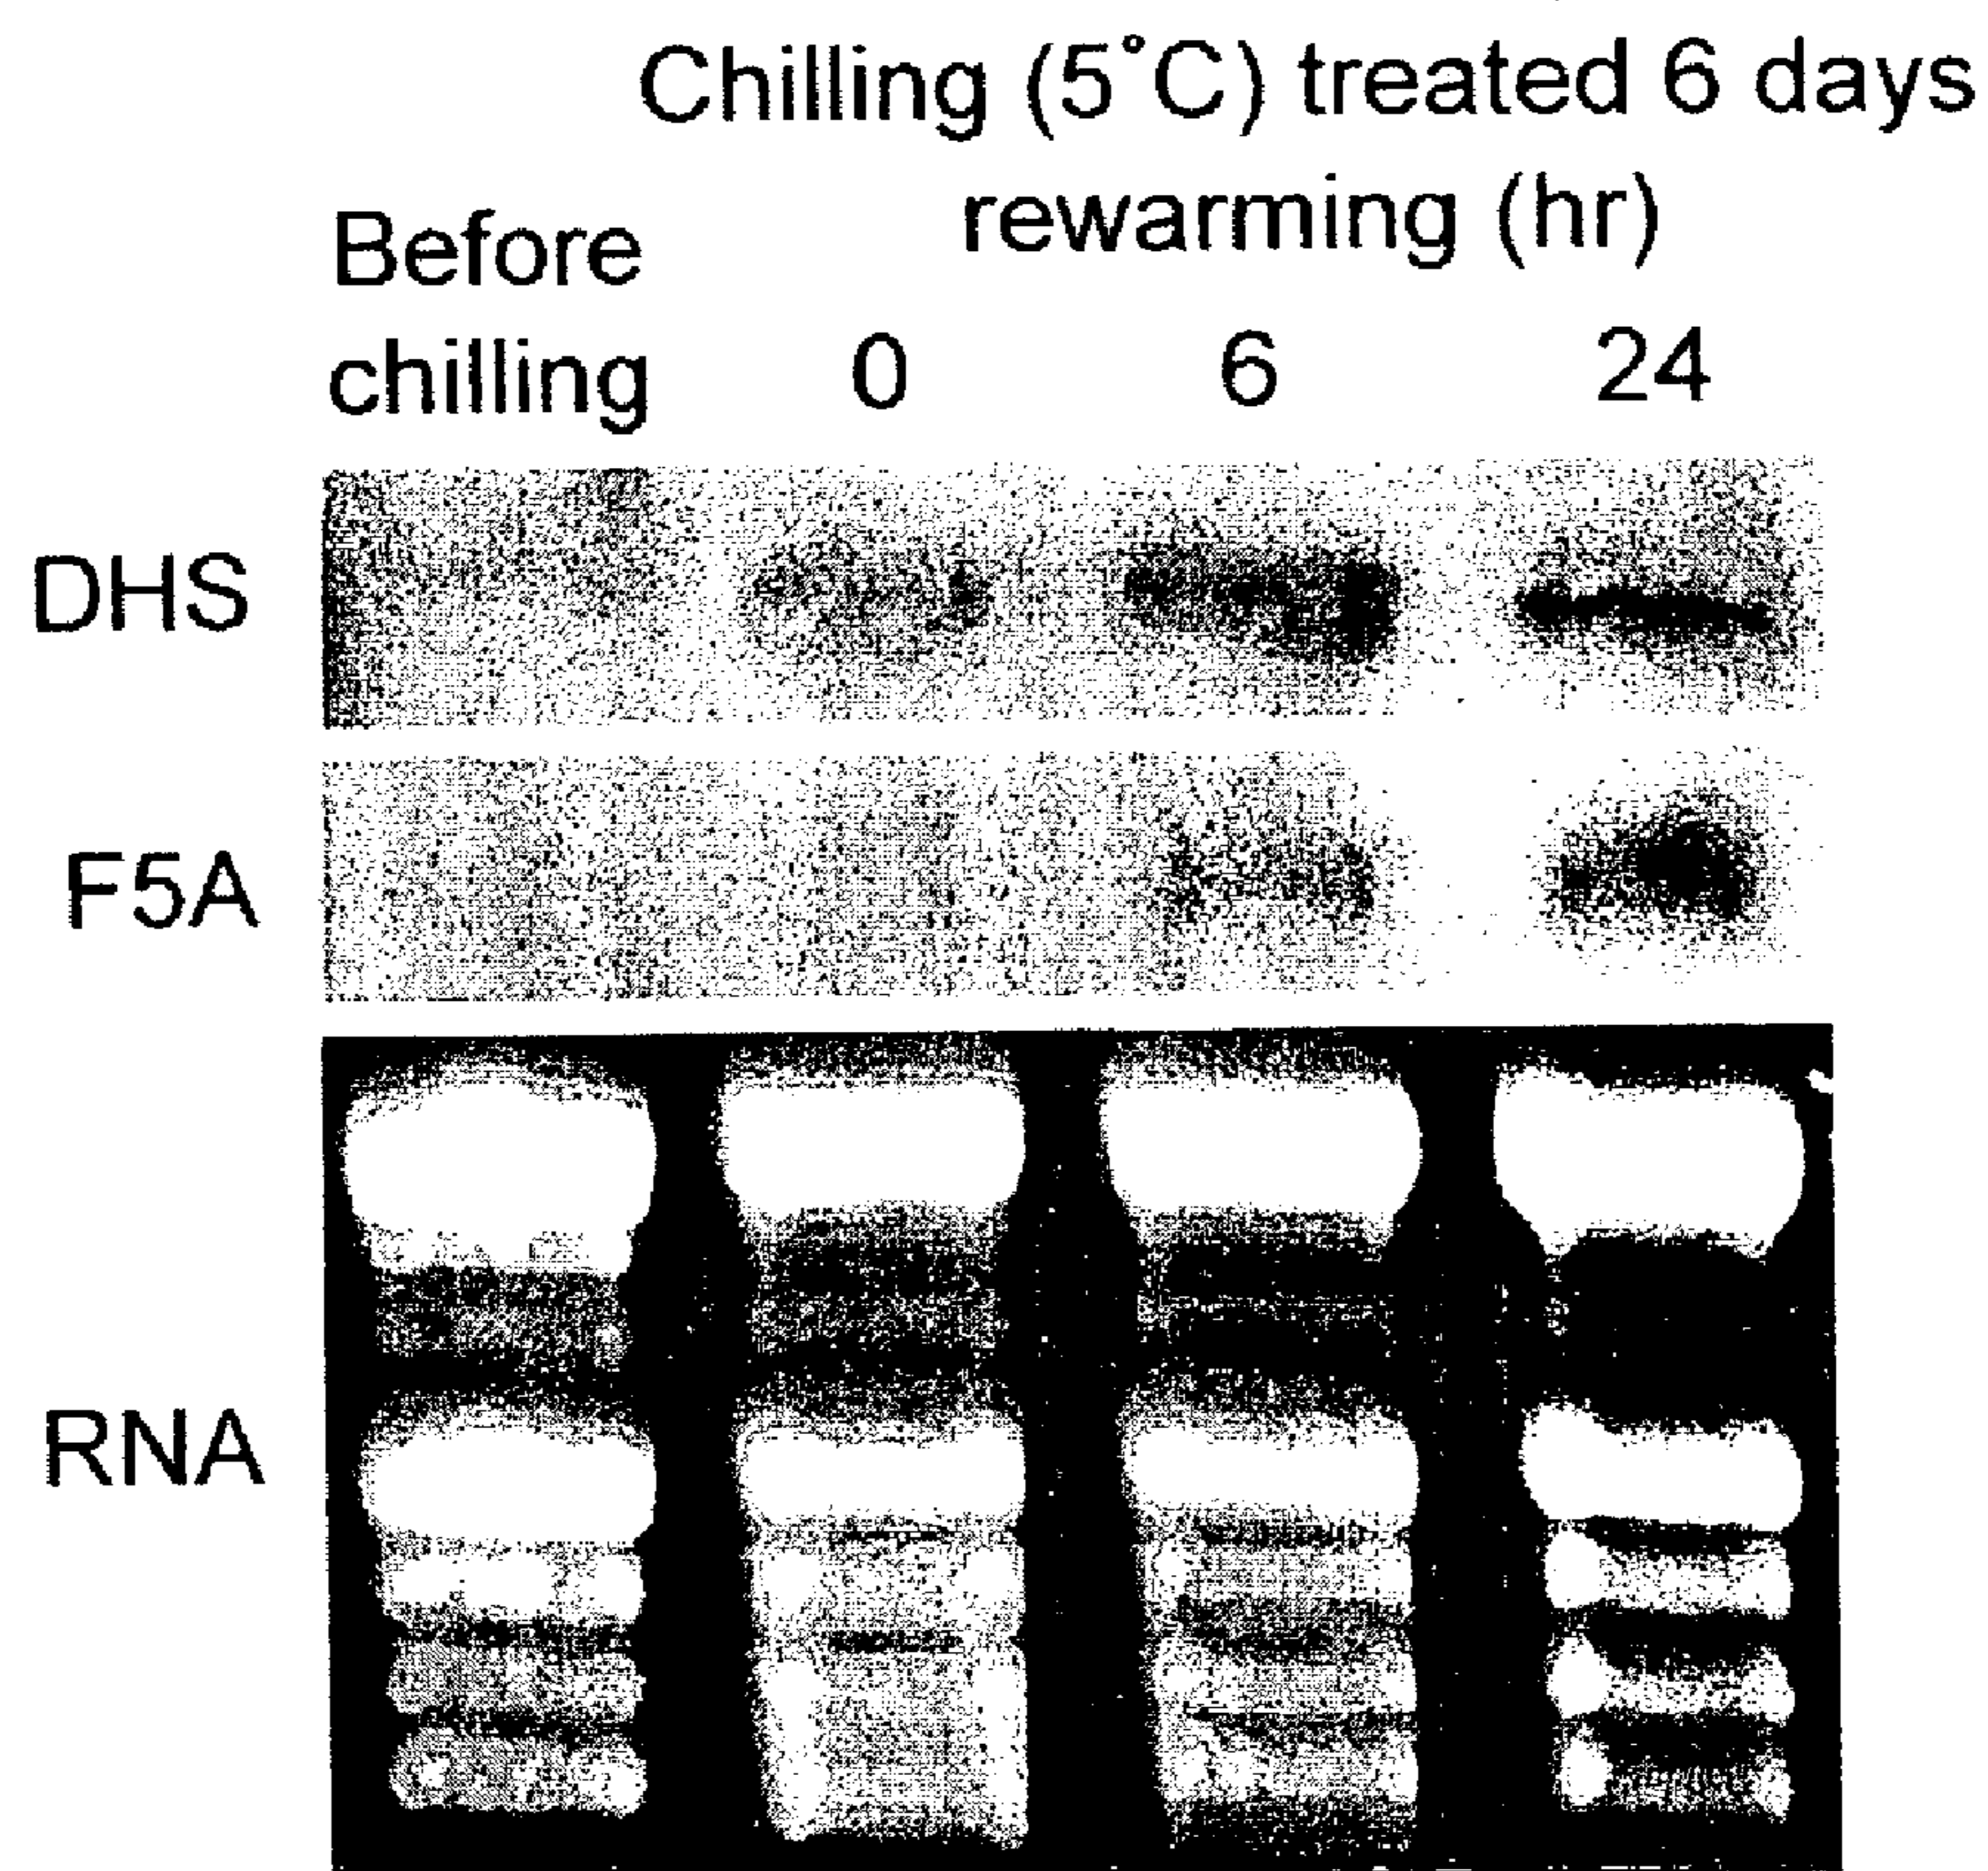 Chilling (5°C) treated 6 days
rewarming (hr)
Before
chilling 0 6 24
DHS
F5A
RNA